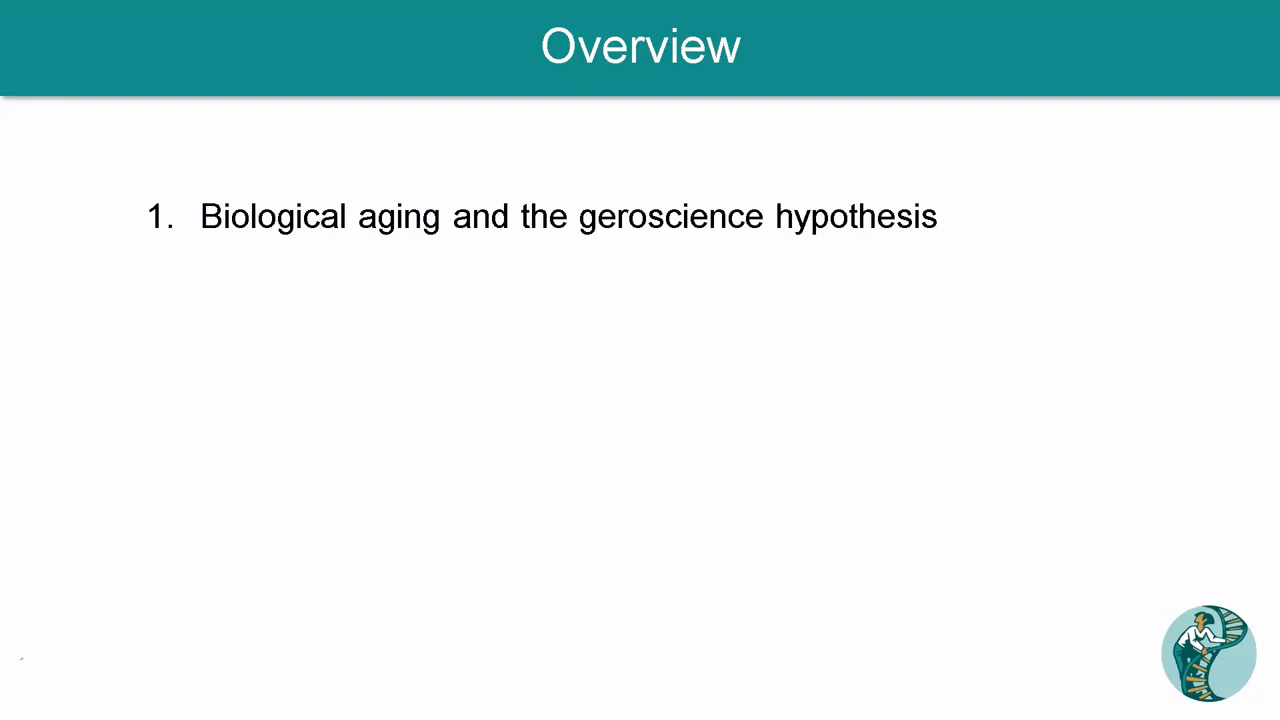 Overview
1. Biological aging and the geroscience hypothesis